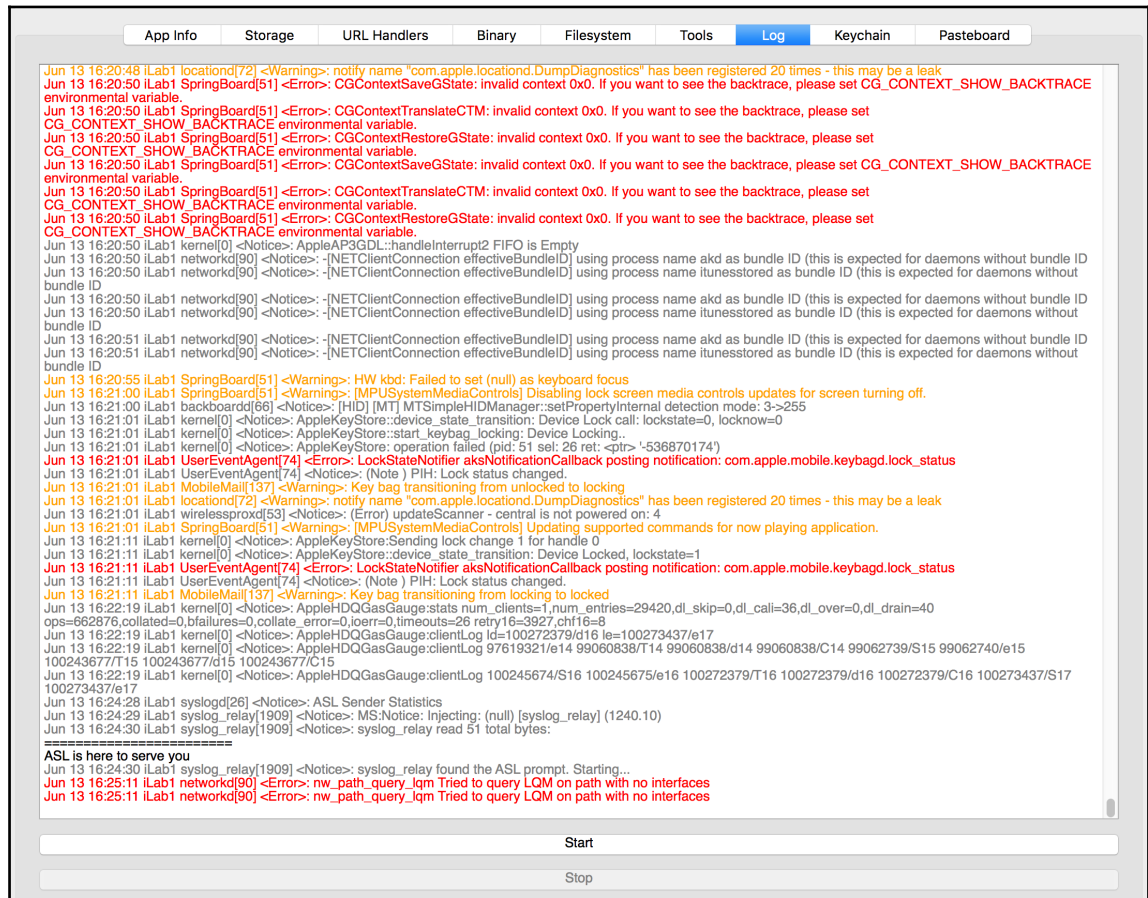 App Info Storage URL Handlers Binary Filesystem Tools Log Keychain Pasteboard
Jun 13 16:20:48 iLab1 locationd[72] <Warning>: notify name "com.apple.locationd.DumpDiagnostics" has been registered 20 times - this may be a leak
Jun 13 16:20:50 iLab1 SpringBoard[51] <Error>: CGContextSaveGState: invalid context 0x0. If you want to see the backtrace, please set CG_CONTEXT_SHOW_BACKTRACE
environmental variable.
Jun 13 16:20:50 iLab1 SpringBoard[51] <Error>: CGContextTranslateCTM: invalid context 0x0. If you want to see the backtrace, please set
CG_CONTEXT_SHOW_BACKTRACE environmental variable.
Jun 13 16:20:50 iLab1 SpringBoard[51] <Error>: CGContextRestoreGState: invalid context 0x0. If you want to see the backtrace, please set
CG_CONTEXT_SHOW_BACKTRACE environmental variable.
Jun 13 16:20:50 iLab1 SpringBoard[51] <Error>: CGContextSaveGState: invalid context 0x0. If you want to see the backtrace, please set CG_CONTEXT_SHOW_BACKTRACE
environmental variable.
Jun 13 16:20:50 iLab1 SpringBoard[51] <Error>: CGContextTranslateCTM: invalid context 0x0. If you want to see the backtrace, please set
CG_CONTEXT_SHOW_BACKTRACE environmental variable.
Jun 13 16:20:50 iLab1 SpringBoard[51] <Error>: CGContextRestoreGState: invalid context 0x0. If you want to see the backtrace, please set
CG_CONTEXT_SHOW_BACKTRACE environmental variable.
Jun 13 16:20:50 iLab1 kernel[0] <Notice>: AppleAP3GDL::handleInterrupt2 FIFO is Empty
Jun 13 16:20:50 iLab1 networkd[90] <Notice>: -[NETClientConnection effectiveBundleID] using process name akd as bundle ID (this is expected for daemons without bundle ID
Jun 13 16:20:50 iLab1 networkd[90] <Notice>: -[NETClientConnection effectiveBundleID] using process name itunesstored as bundle ID (this is expected for daemons without
bundle ID
Jun 13 16:20:50 iLab1 networkd[90] <Notice>: -[NETClientConnection effectiveBundleID] using process name akd as bundle ID (this is expected for daemons without bundle ID
Jun 13 16:20:50 iLab1 networkd[90] <Notice>: -[NETClientConnection effectiveBundleID] using process name itunesstored as bundle ID (this is expected for daemons without
bundle ID
Jun 13 16:20:51 iLab1 networkd[90] <Notice>: -[NETClientConnection effectiveBundleID] using process name akd as bundle ID (this is expected for daemons without bundle ID
Jun 13 16:20:51 iLab1 networkd[90] <Notice>: -[NETClientConnection effectiveBundleID] using process name itunesstored as bundle ID (this is expected for daemons without
bundle ID
Jun 13 16:20:55 iLab1 SpringBoard[51] <Warning>: HW kbd: Failed to set (null) as keyboard focus
Jun 13 16:21:00 iLab1 SpringBoard[51] <Warning>: [MPUSystemMediaControls] Disabling lock screen media controls updates for screen turning off.
Jun 13 16:21:00 iLab1 backboardd[66] <Notice>: [HID] [MT] MTSimpleHIDManager::setPropertyInternal detection mode: 3->255
Jun 13 16:21:01 iLab1 kernel[0] <Notice>: AppleKeyStore::device_state_transition: Device Lock call: lockstate=0, locknow=0
Jun 13 16:21:01 iLab1 kernel[0] <Notice>: AppleKeyStore::start_keybag_locking: Device Locking..
Jun 13 16:21:01 iLab1 kernel[0] <Notice>: AppleKeyStore: operation failed (pid: 51 sel: 26 ret: <ptr> '-536870174')
Jun 13 16:21:01 iLab1 UserEventAgent[74] <Error>: LockStateNotifier aksNotificationCallback posting notification: com.apple.mobile.keybagd.lock_status
Jun 13 16:21:01 iLab1 UserEventAgent[74] <Notice>: (Note ) PIH: Lock status changed.
Jun 13 16:21:01 iLab1 MobileMail[137] <Warning>: Key bag transitioning from unlocked to locking
Jun 13 16:21:01 iLab1 locationd[72] <Warning>: notify name "com.apple.locationd.DumpDiagnostics" has been registered 20 times - this may be a leak
Jun 13 16:21:01 iLab1 wirelessproxd[53] <Notice>: (Error) updateScanner - central is not powered on: 4
Jun 13 16:21:01 iLab1 SpringBoard[51] <Warning>: [MPUSystemMediaControls] Updating supported commands for now playing application.
Jun 13 16:21:11 iLab1 kernel[0] <Notice>: AppleKeyStore:Sending lock change 1 for handle 0
Jun 13 16:21:11 iLab1 kernel[0] <Notice>: AppleKeyStore::device_state_transition: Device Locked, lockstate=1
Jun 13 16:21:11 iLab1 UserEventAgent[74] <Error>: LockStateNotifier aksNotificationCallback posting notification: com.apple.mobile.keybagd.lock_status
Jun 13 16:21:11 iLab1 UserEventAgent[74] <Notice>: (Note ) PIH: Lock status changed.
Jun 13 16:21:11 iLab1 MobileMail[137] <Warning>: Key bag transitioning from locking to locked
Jun 13 16:22:19 iLab1 kernel[0] <Notice>: AppleHDQGasGauge:stats num_clients=1,num_entries=29420,dl_skip=0,dl_cali=36,dl_over=0,dl_drain=40
ops=662876,collated=0,bfailures=0,collate_error=0,ioerr=0,timeouts=26 retry16=3927,chf16=8
Jun 13 16:22:19 iLab1 kernel[0] <Notice>: AppleHDQGasGauge:clientLog ld=100272379/d16 le=100273437/e17
Jun 13 16:22:19 iLab1 kernel[0] <Notice>: AppleHDQGasGauge:clientLog 97619321/e14 99060838/T14 99060838/d14 99060838/C14 99062739/S15 99062740/e15
100243677/T15 100243677/d15 100243677/C15
Jun 13 16:22:19 iLab1 kernel[0] <Notice>: AppleHDQGasGauge:clientLog 100245674/S16 100245675/e16 100272379/T16 100272379/d16 100272379/C16 100273437/S17
100273437/e17
Jun 13 16:24:28 iLab1 syslogd[26] <Notice>: ASL Sender Statistics
Jun 13 16:24:29 iLab1 syslog_relay[1909] <Notice>: MS:Notice: Injecting: (null) [syslog_relay] (1240.10)
Jun 13 16:24:30 iLab1 syslog_relay[1909] <Notice>: syslog_relay read 51 total bytes:
========================
ASL is here to serve you
Jun 13 16:24:30 iLab1 syslog_relay[1909] <Notice>: syslog_relay found the ASL prompt. Starting...
Jun 13 16:25:11 iLab1 networkd[90] <Error>: nw_path_query_lqm Tried to query LQM on path with no interfaces
Jun 13 16:25:11 iLab1 networkd[90] <Error>: nw_path_query_lqm Tried to query LQM on path with no interfaces
Start
Stop